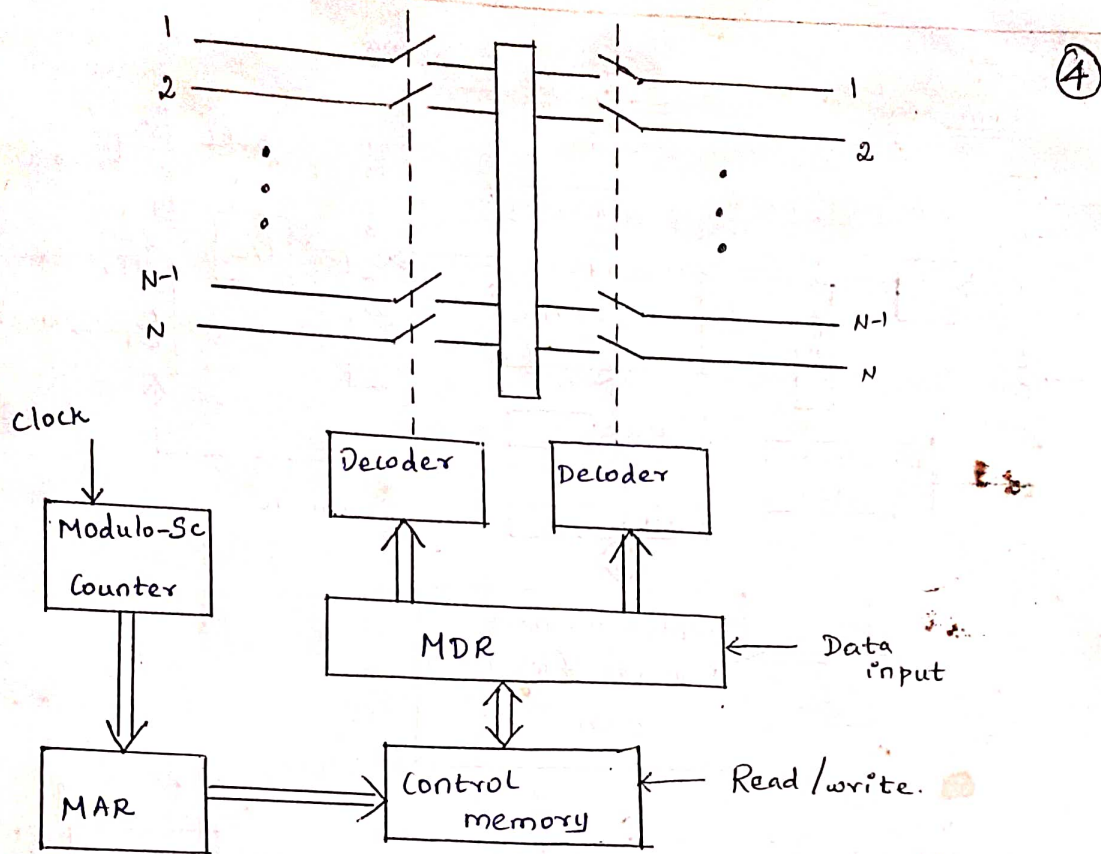 1
4
2
1
2
N-1
N
N-1
N
Clock
Decoder
Decoder
Modulo-Sc
Counter
MDR
Data
input
MAR
Control
memory
Read/write.